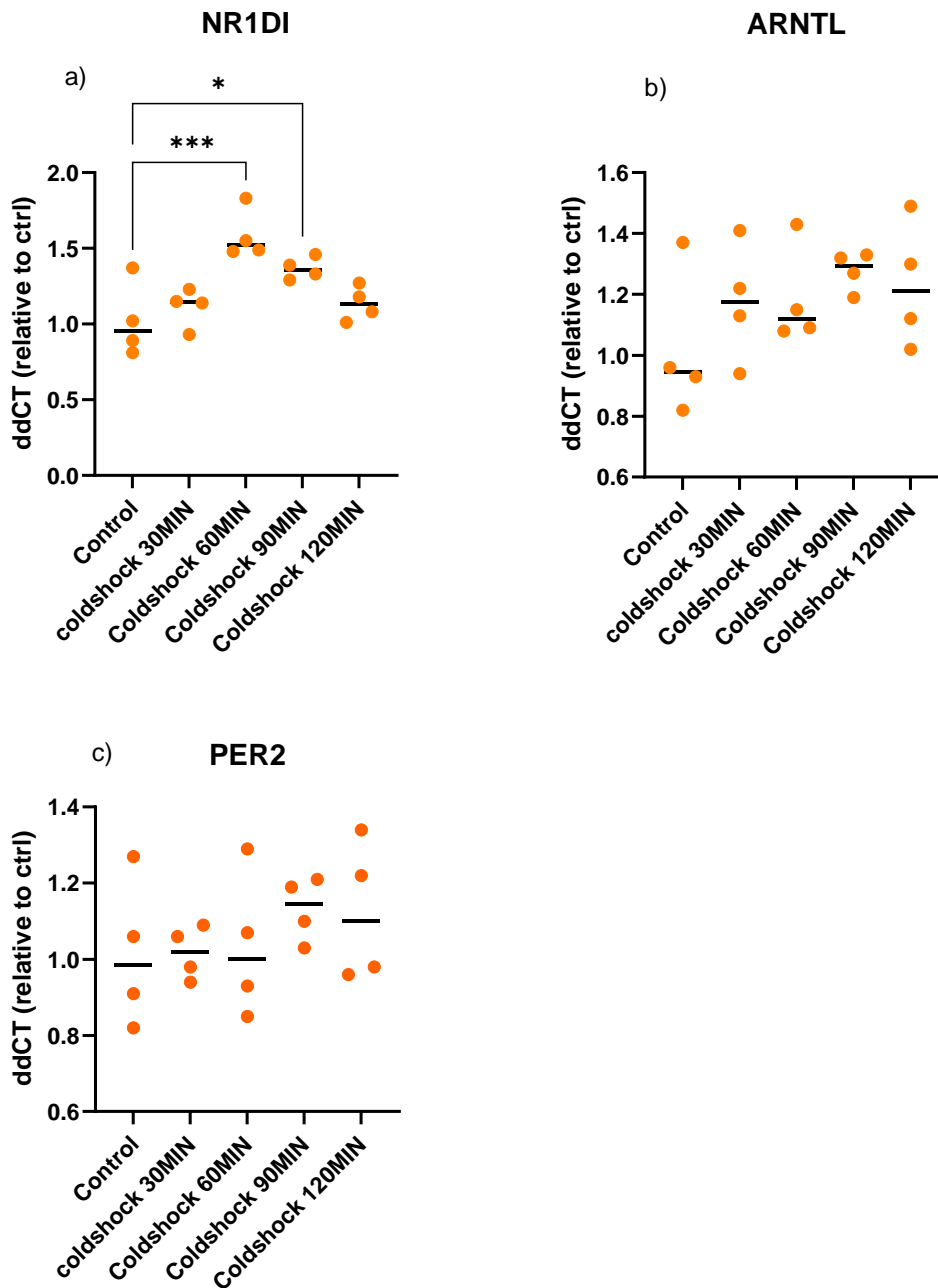 NR1DI
a)
*
***
ddCT (relative to ctrl)
2.0
1.5
1.0
0.5
0.0
Control
coldshock 30MIN
Coldshock 60MIN
Coldshock 90MIN
Coldshock 120MIN
ARNTL
b)
ddCT (relative to ctrl)
1.6
1.4
1.2
1.0
0.8
0.6
Control
coldshock 30MIN
Coldshock 60MIN
Coldshock 90MIN
Coldshock 120MIN
c)
PER2
ddCT (relative to ctrl)
1.4
1.2
1.0
0.8
0.6
Control
coldshock 30MIN
Coldshock 60MIN
Coldshock 90MIN
Coldshock 120MIN